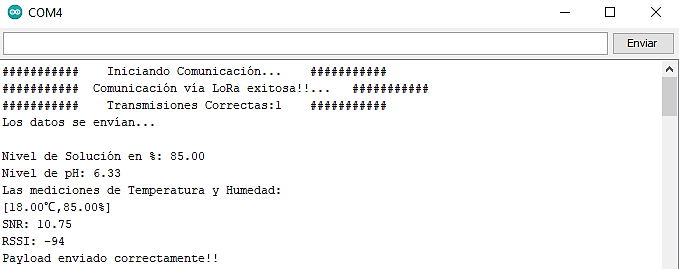 COM4
Enviar
########### Iniciando Comunicación... ###########
########### Comunicación vía LoRa exitosa!!... ###########
########### Transmisiones Correctas:1 ###########
Los datos se envían...
Nivel de Solución en %: 85.00
Nivel de pH: 6.33
Las mediciones de Temperatura y Humedad:
[18.00℃,85.00%]
SNR: 10.75
RSSI: -94
Payload enviado correctamente!!